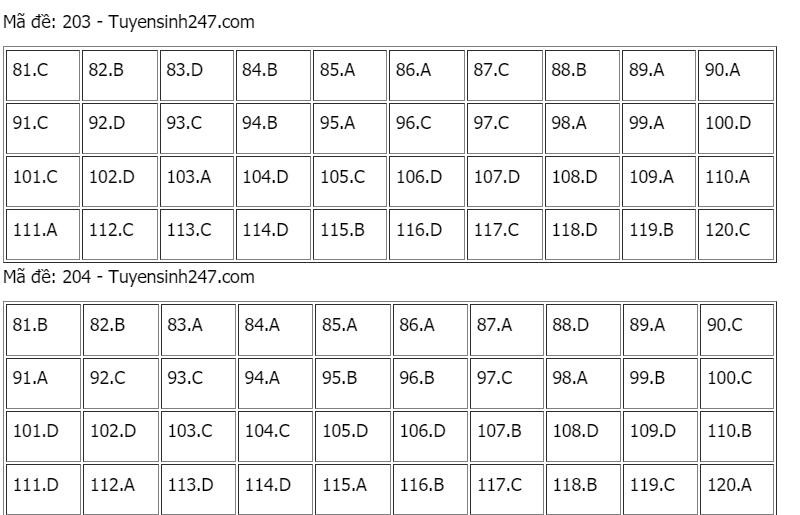 Mã đề: 203 - Tuyensinh247.com
81.C 82.B 83.D 84.B 85.A 86.A 87.C 88.B 89.A 90.A
91.C 92.D 93.C 94.B 95.A 96.C 97.C 98.A 99.A 100.D
101.C 102.D 103.A 104.D 105.C 106.D 107.D 108.D 109.A 110.A
111.A 112.C 113.C 114.D 115.B 116.D 117.C 118.D 119.B 120.C
Mã đề: 204 - Tuyensinh247.com
81.B 82.B 83.A 84.A 85.A 86.A 87.A 88.D 89.A 90.C
91.A 92.C 93.C 94.A 95.B 96.B 97.C 98.A 99.B 100.C
101.D 102.D 103.C 104.C 105.D 106.D 107.B 108.D 109.D 110.B
111.D 112.A 113.D 114.D 115.A 116.B 117.C 118.B 119.C 120.A